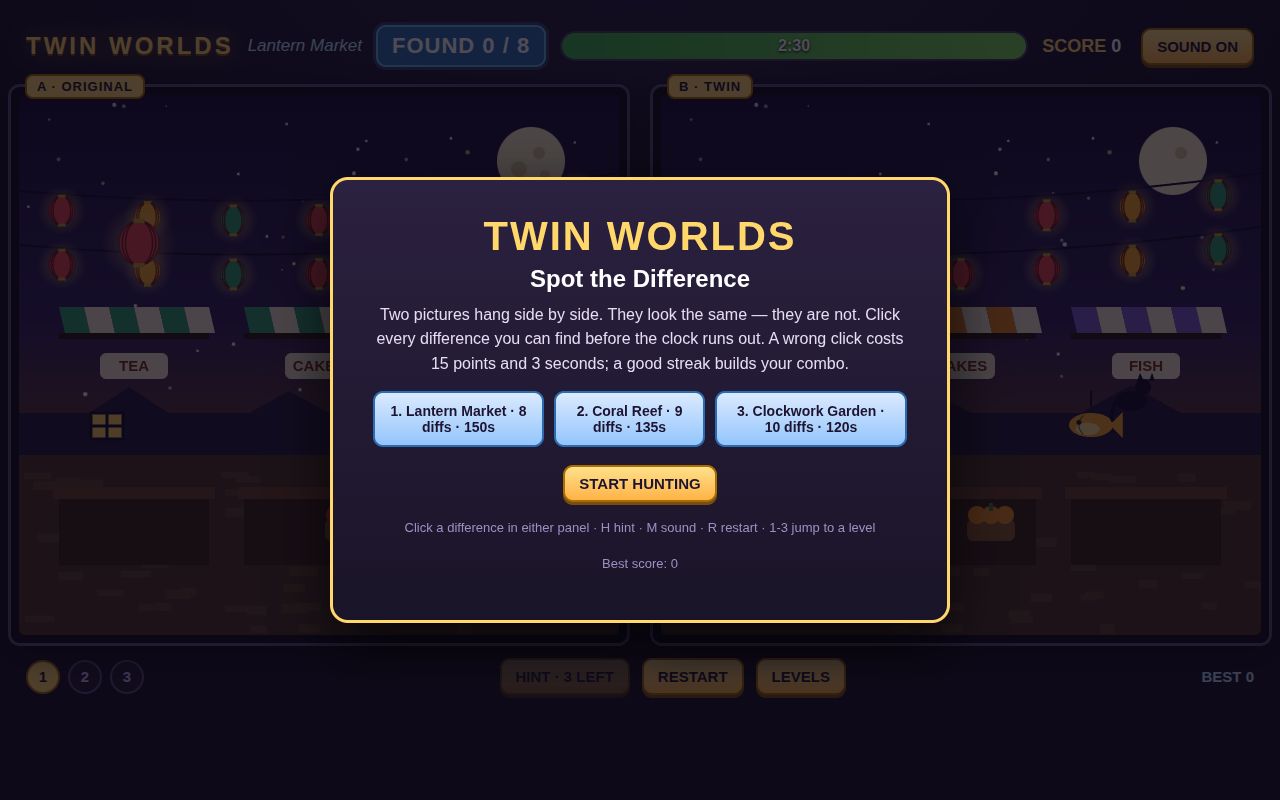 TWIN WORLDS
Lantern Market
FOUND 0 / 8
2:30
SCORE 0
SOUND ON
A · ORIGINAL
B · TWIN
TEA
FISH
TWIN WORLDS
Spot the Difference
Two pictures hang side by side. They look the same — they are not. Click
every difference you can find before the clock runs out. A wrong click costs
15 points and 3 seconds; a good streak builds your combo.
1. Lantern Market · 8
diffs · 150s
2. Coral Reef · 9
diffs · 135s
3. Clockwork Garden ·
10 diffs · 120s
START HUNTING
Click a difference in either panel · H hint · M sound · R restart · 1-3 jump to a level
Best score: 0
1
2
3
HINT · 3 LEFT
RESTART
LEVELS
BEST 0